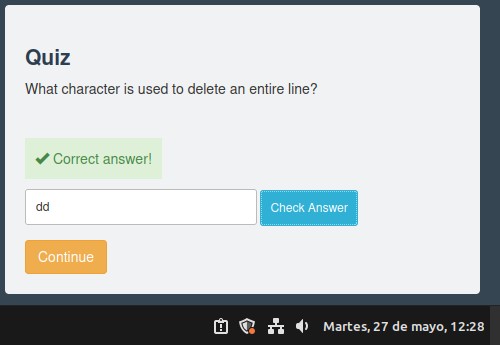 Quiz
What character is used to delete an entire line?
Correct answer!
dd
Check Answer
Continue
Martes, 27 de mayo, 12:28